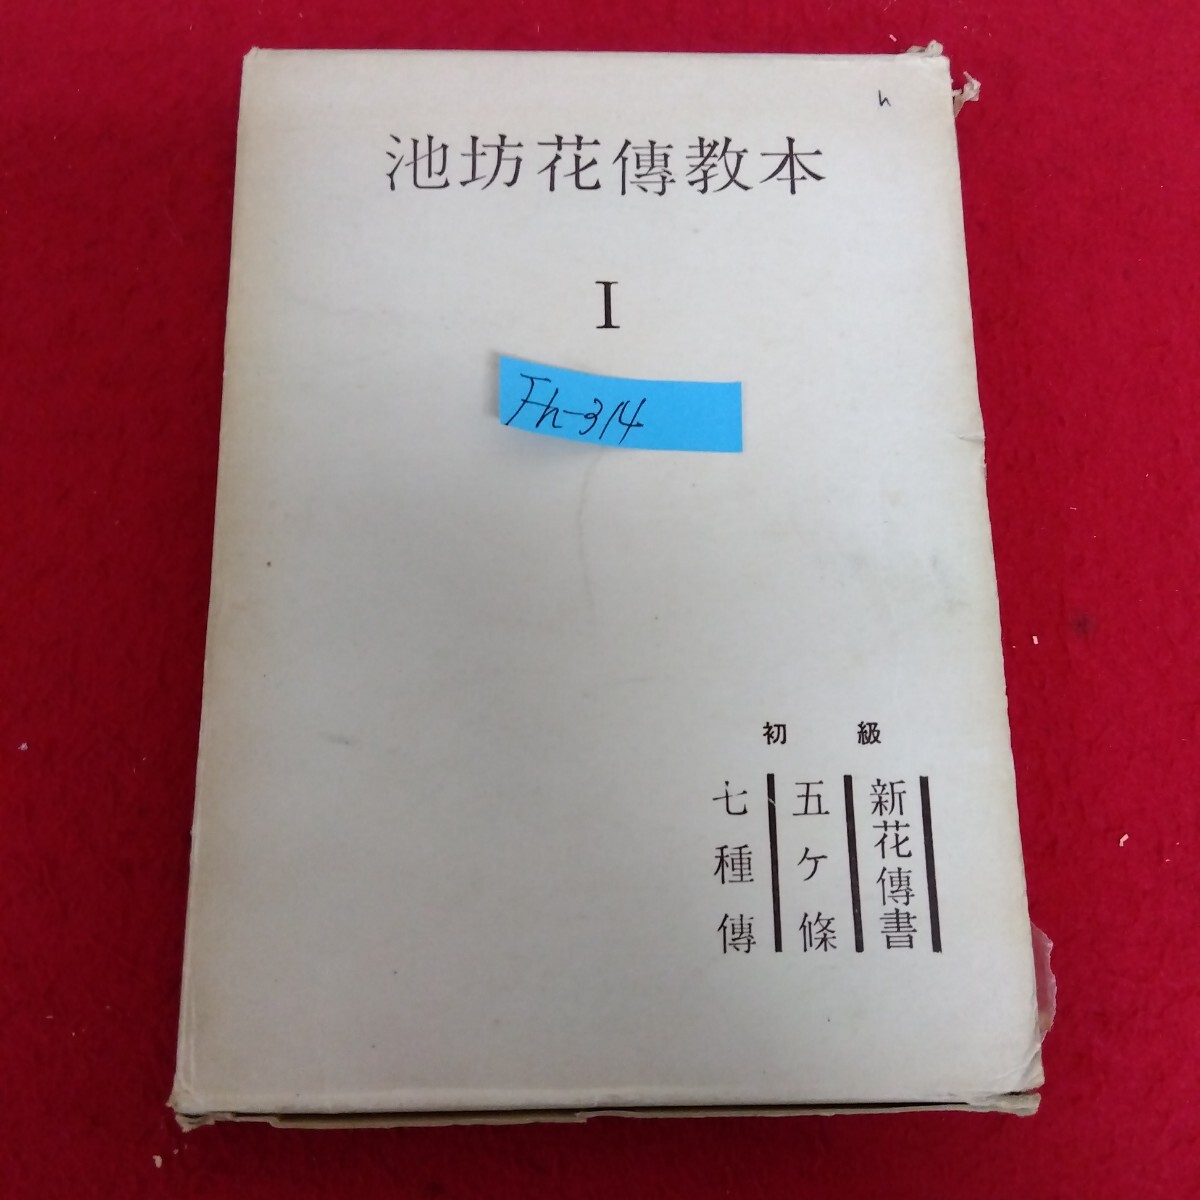 h
池坊花傳教本
I
Fh-314
初級
新花傳書
五ケ條
七種傳